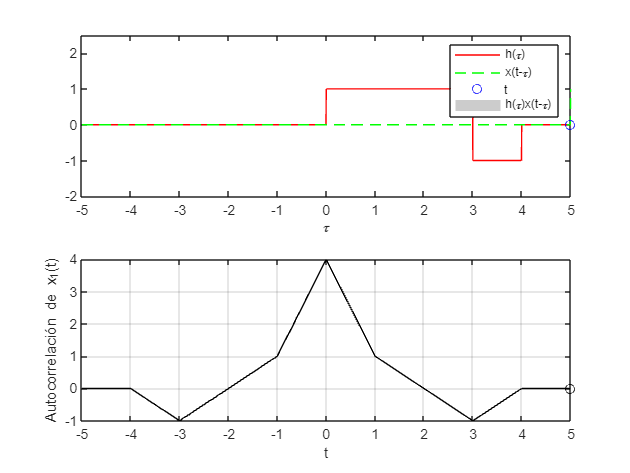 2
1
0
-1
-2
-5 -4 -3 -2 -1 0 1 2 3 4 5
τ
h(τ)
x(t-τ)
t
h(τ)x(t-τ)
Autocorrelación de x₁(t)
4
3
2
1
0
-1
-5 -4 -3 -2 -1 0 1 2 3 4 5
t